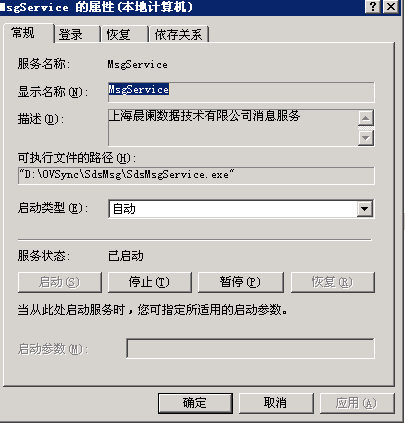 MsgService 的属性(本地计算机)
常规 登录 恢复 依存关系
服务名称: MsgService
显示名称(N): MsgService
描述(D): 上海晨阑数据技术有限公司消息服务
可执行文件的路径(H):
"D:\OVSync\SdsMsg\SdsMsgService.exe"
启动类型(E): 自动
服务状态: 已启动
启动(S) 停止(T) 暂停(P) 恢复(R)
当从此处启动服务时，您可指定所适用的启动参数。
启动参数(M):
确定 取消 应用(A)